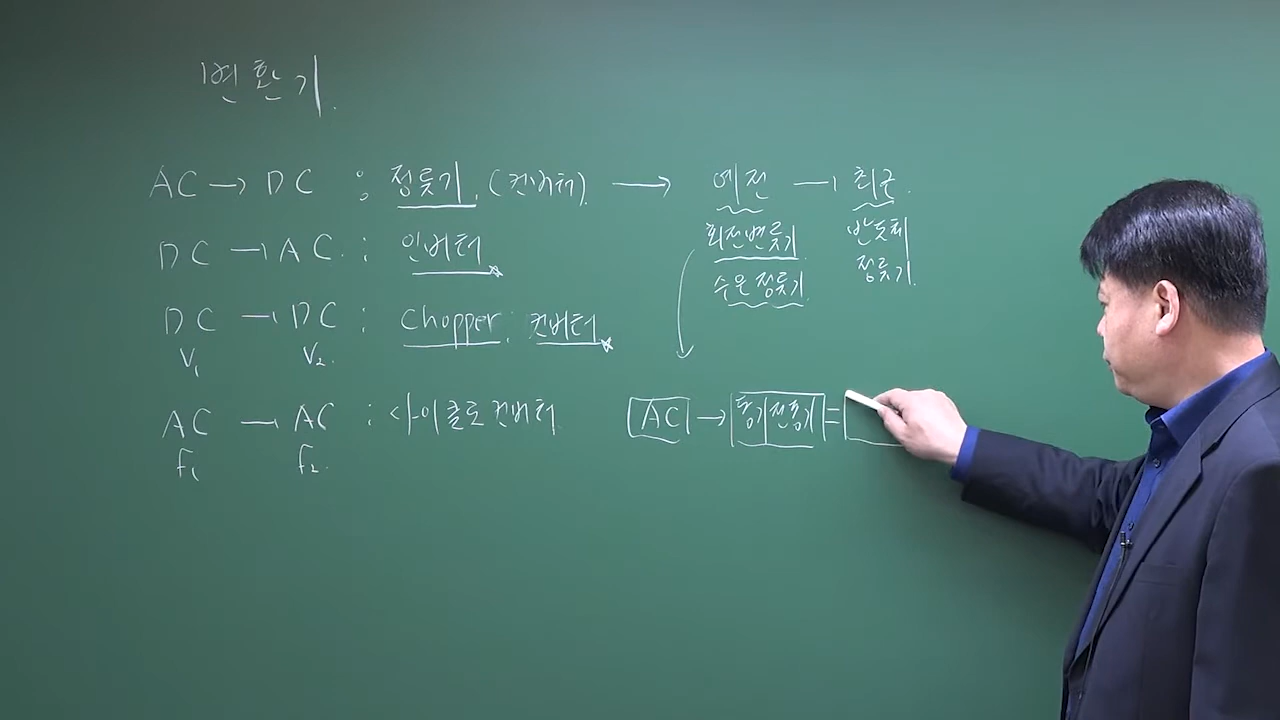 변환기.
AC → DC : 정류기 (컨버터). → 예전 → 최근.
회전변류기 반도체
수은정류기 정류기.
DC → AC. : 인버터
DC → DC : Chopper. 컨버터
V₁ V₂.
AC → AC : 사이클로 컨버터
f₁ f₂.
AC → 동기 전동기 =